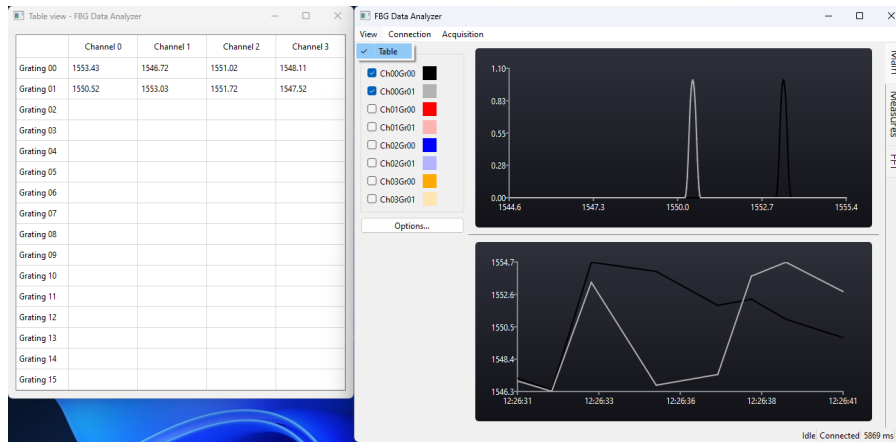 Table view - FBG Data Analyzer
Channel 0 Channel 1 Channel 2 Channel 3
Grating 00 1553.43 1546.72 1551.02 1548.11
Grating 01 1550.52 1553.03 1551.72 1547.52
Grating 02
Grating 03
Grating 04
Grating 05
Grating 06
Grating 07
Grating 08
Grating 09
Grating 10
Grating 11
Grating 12
Grating 13
Grating 14
Grating 15
FBG Data Analyzer
View Connection Acquisition
Table
Ch00Gr00
Ch00Gr01
Ch01Gr00
Ch01Gr01
Ch02Gr00
Ch02Gr01
Ch03Gr00
Ch03Gr01
Options...
1.10
0.83
0.55
0.28
0.00
1544.6 1547.3 1550.0 1552.7 1555.4
1554.7
1552.6
1550.5
1548.4
1546.3
12:26:31 12:26:33 12:26:36 12:26:38 12:26:41
Main
Measures
FFT
Idle Connected 5869 ms